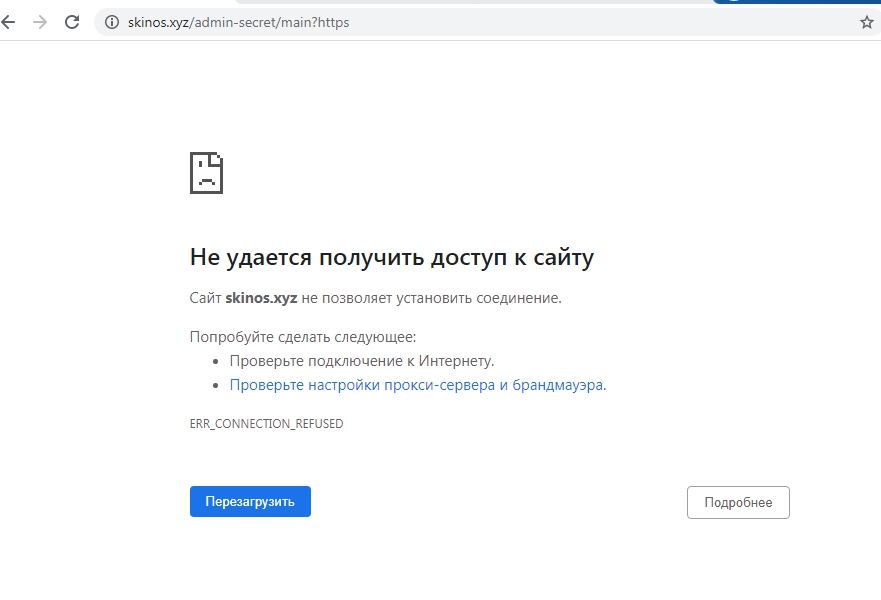 skinos.xyz/admin-secret/main?https
Не удается получить доступ к сайту
Сайт skinos.xyz не позволяет установить соединение.
Попробуйте сделать следующее:
• Проверьте подключение к Интернету.
• Проверьте настройки прокси-сервера и брандмауэра.
ERR_CONNECTION_REFUSED
Перезагрузить
Подробнее